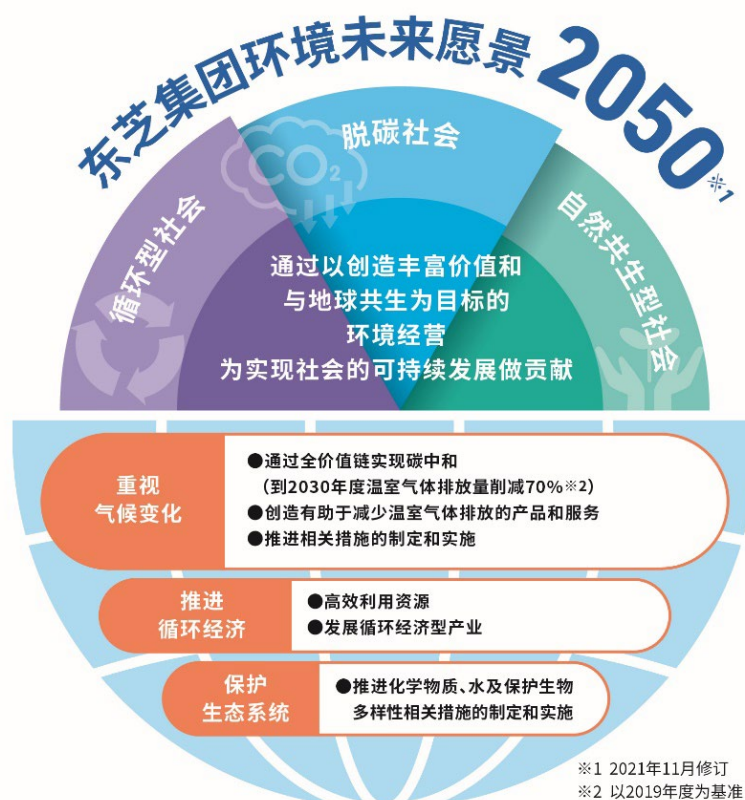 东芝集团环境未来愿景 2050※1
循环型社会
脱碳社会
CO₂
自然共生型社会
通过以创造丰富价值和
与地球共生为目标的
环境经营
为实现社会的可持续发展做贡献
重视
气候变化
●通过全价值链实现碳中和
（到2030年度温室气体排放量削减70%※2）
●创造有助于减少温室气体排放的产品和服务
●推进相关措施的制定和实施
推进
循环经济
●高效利用资源
●发展循环经济型产业
保护
生态系统
●推进化学物质、水及保护生物
多样性相关措施的制定和实施
※1 2021年11月修订
※2 以2019年度为基准